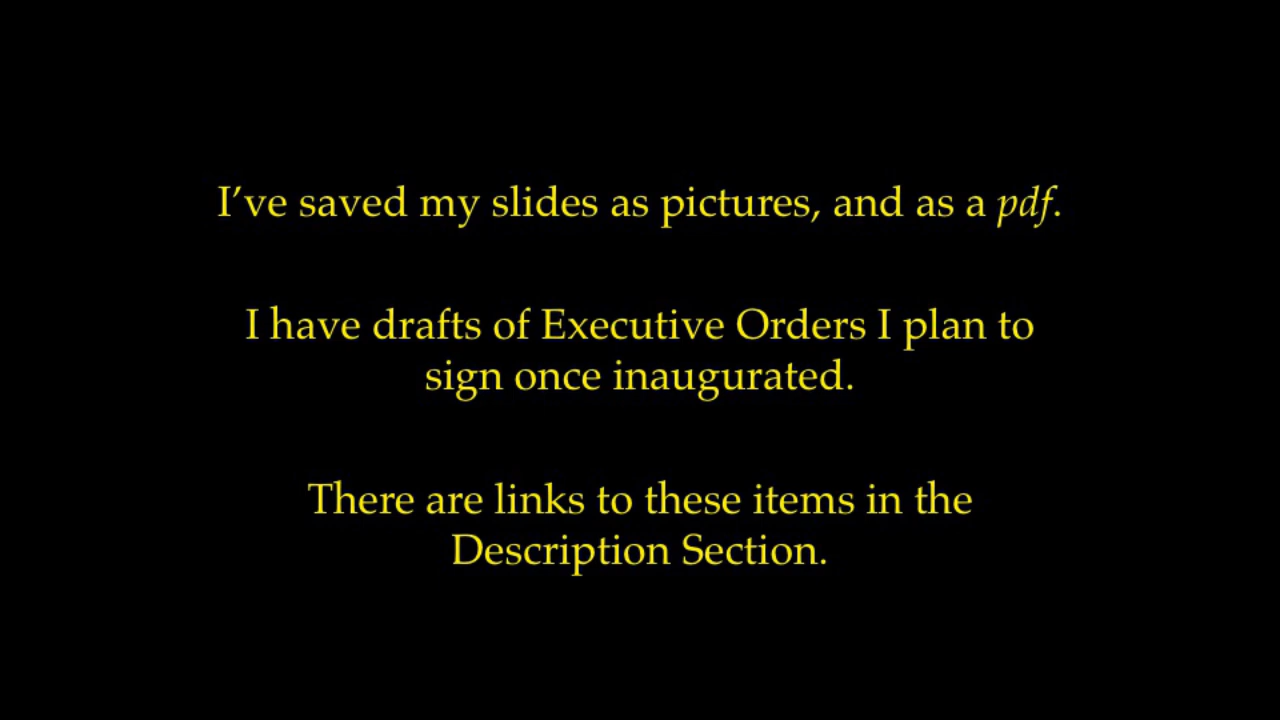 I’ve saved my slides as pictures, and as a pdf.
I have drafts of Executive Orders I plan to
sign once inaugurated.
There are links to these items in the
Description Section.